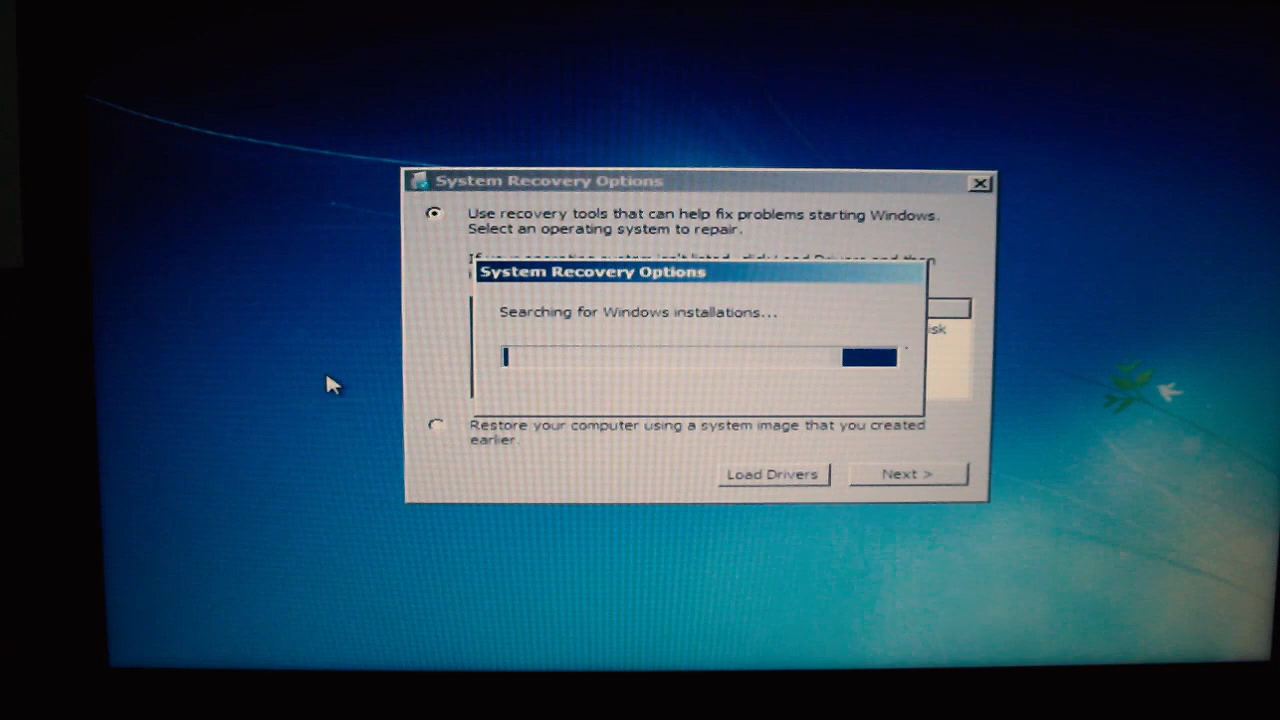 System Recovery Options
Use recovery tools that can help fix problems starting Windows.
Select an operating system to repair.
System Recovery Options
Searching for Windows installations...
isk
Restore your computer using a system image that you created
earlier.
Load Drivers
Next >